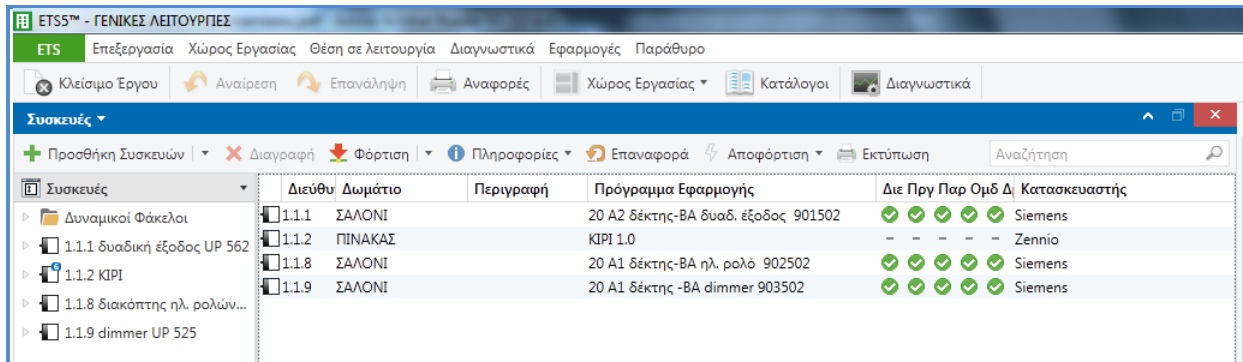 ETS5™ - ΓΕΝΙΚΕΣ ΛΕΙΤΟΥΡΓΙΕΣ
ETS Επεξεργασία Χώρος Εργασίας Θέση σε λειτουργία Διαγνωστικά Εφαρμογές Παράθυρο
Κλείσιμο Έργου Αναίρεση Επανάληψη Αναφορές Χώρος Εργασίας Κατάλογοι Διαγνωστικά
Συσκευές
Προσθήκη Συσκευών Διαγραφή Φόρτιση Πληροφορίες Επαναφορά Αποφόρτιση Εκτύπωση Αναζήτηση
Συσκευές
Δυναμικοί Φάκελοι
1.1.1 δυαδική έξοδος UP 562
1.1.2 KIPI
1.1.8 διακόπτης ηλ. ρολών...
1.1.9 dimmer UP 525
Διεύθυ Δωμάτιο Περιγραφή Πρόγραμμα Εφαρμογής Διε Πργ Παρ Ομδ Δι Κατασκευαστής
1.1.1 ΣΑΛΟΝΙ 20 A2 δέκτης-BA δυαδ. έξοδος 901502 Siemens
1.1.2 ΠΙΝΑΚΑΣ KIPI 1.0 – – – – – Zennio
1.1.8 ΣΑΛΟΝΙ 20 A1 δέκτης-BA ηλ. ρολό 902502 Siemens
1.1.9 ΣΑΛΟΝΙ 20 A1 δέκτης -BA dimmer 903502 Siemens